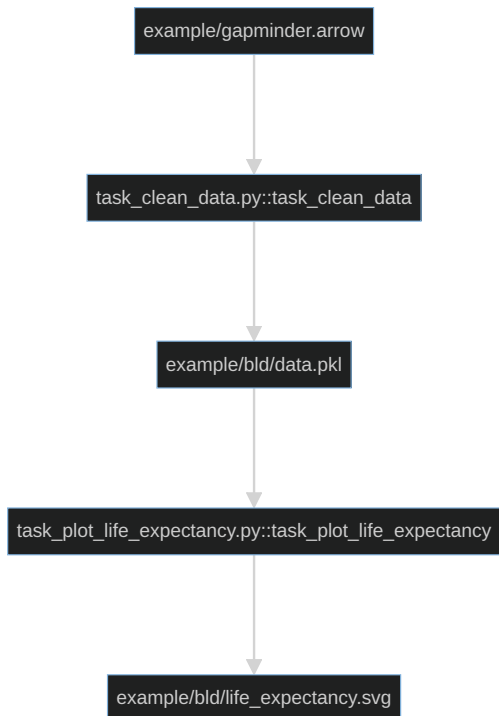 example/gapminder.arrow
task_clean_data.py::task_clean_data
example/bld/data.pkl
task_plot_life_expectancy.py::task_plot_life_expectancy
example/bld/life_expectancy.svg